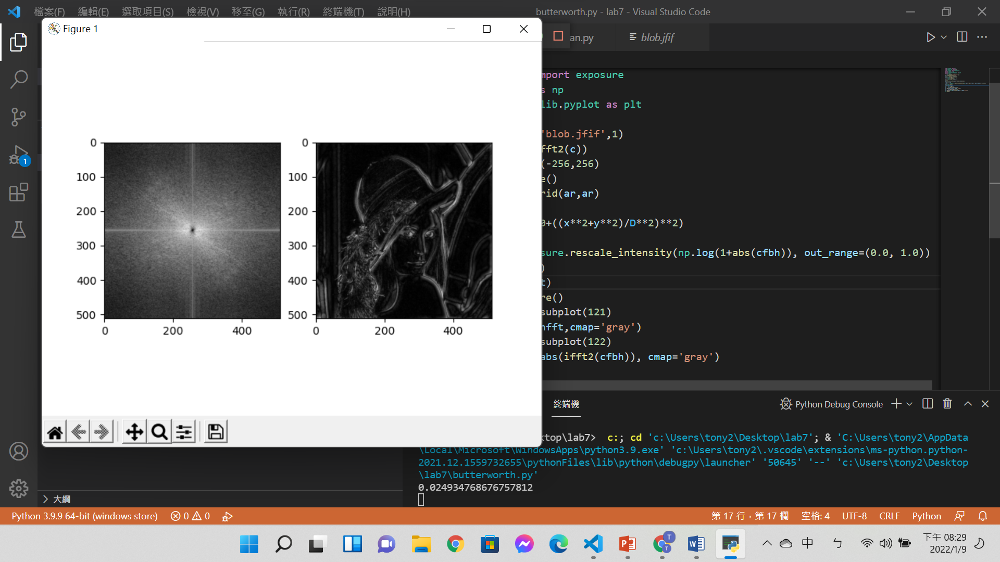 檔案(F) 編輯(E) 選取項目(S) 檢視(V) 移至(G) 執行(R) 終端機(T) 說明(H) butterworth.py - lab7 - Visual Studio Code
Figure 1
an.py blob.jfif
mport exposure
s np
lib.pyplot as plt
'blob.jfif',1)
fft2(c))
(-256,256)
e()
rid(ar,ar)
0+((x**2+y**2)/D**2)**2)
sure.rescale_intensity(np.log(1+abs(cfbh)), out_range=(0.0, 1.0))
)
t)
re()
subplot(121)
nfft,cmap='gray')
subplot(122)
abs(ifft2(cfbh)), cmap='gray')
0
100
200
300
400
500
0 200 400
0
100
200
300
400
500
0 200 400
1
終端機 Python Debug Console
ktop\lab7> c:; cd 'c:\Users\tony2\Desktop\lab7'; & 'C:\Users\tony2\AppData
\Local\Microsoft\WindowsApps\python3.9.exe' 'c:\Users\tony2\.vscode\extensions\ms-python.python-
2021.12.1559732655\pythonFiles\lib\python\debugpy\launcher' '50645' '--' 'c:\Users\tony2\Desktop
\lab7\butterworth.py'
0.024934768676757812
大綱
Python 3.9.9 64-bit (windows store) 0 0 第 17 行，第 17 欄 空格: 4 UTF-8 CRLF Python
T
T
中 ㄅ
下午 08:29
2022/1/9